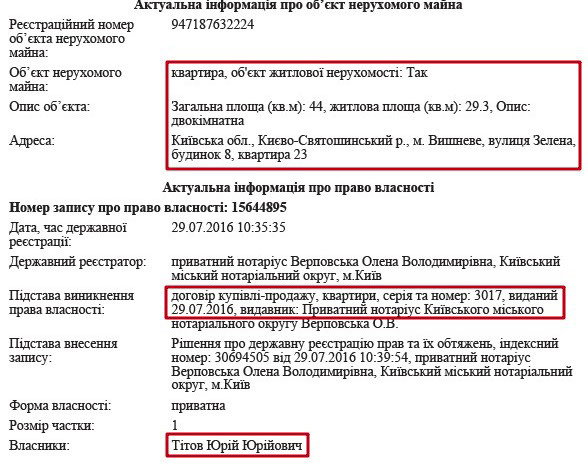 Актуальна інформація про об’єкт нерухомого майна
Реєстраційний номер об’єкта нерухомого майна: 947187632224
Об’єкт нерухомого майна: квартира, об'єкт житлової нерухомості: Так
Опис об’єкта: Загальна площа (кв.м): 44, житлова площа (кв.м): 29.3, Опис:
двокімнатна
Адреса: Київська обл., Києво-Святошинський р., м. Вишневе, вулиця Зелена,
будинок 8, квартира 23
Актуальна інформація про право власності
Номер запису про право власності: 15644895
Дата, час державної реєстрації: 29.07.2016 10:35:35
Державний реєстратор: приватний нотаріус Верповська Олена Володимирівна, Київський
міський нотаріальний округ, м.Київ
Підстава виникнення права власності: договір купівлі-продажу, квартири, серія та номер: 3017, виданий
29.07.2016, видавник: Приватний нотаріус Київського міського
нотаріального округу Верповська О.В.
Підстава внесення запису: Рішення про державну реєстрацію прав та їх обтяжень, індексний
номер: 30694505 від 29.07.2016 10:39:54, приватний нотаріус
Верповська Олена Володимирівна, Київський міський нотаріальний
округ, м.Київ
Форма власності: приватна
Розмір частки: 1
Власники: Тітов Юрій Юрійович